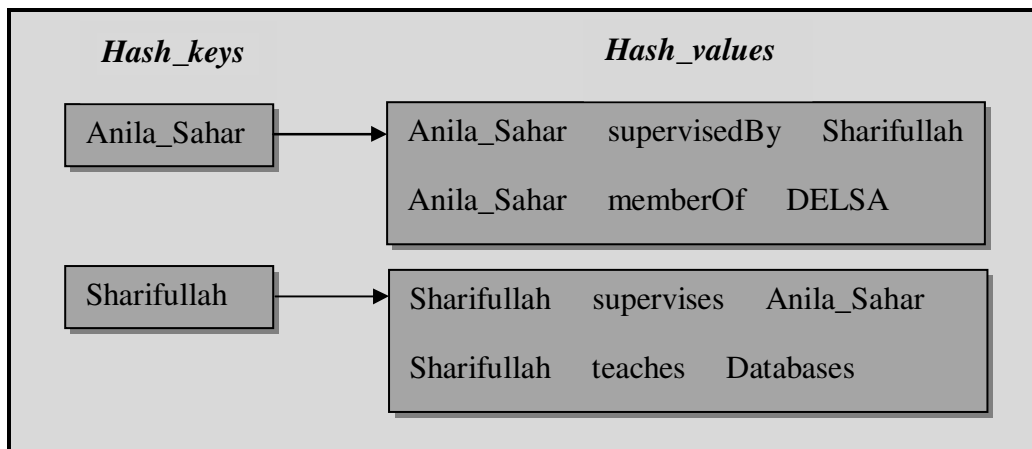 Hash_keys Hash_values
Anila_Sahar Anila_Sahar supervisedBy Sharifullah
Anila_Sahar memberOf DELSA
Sharifullah Sharifullah supervises Anila_Sahar
Sharifullah teaches Databases